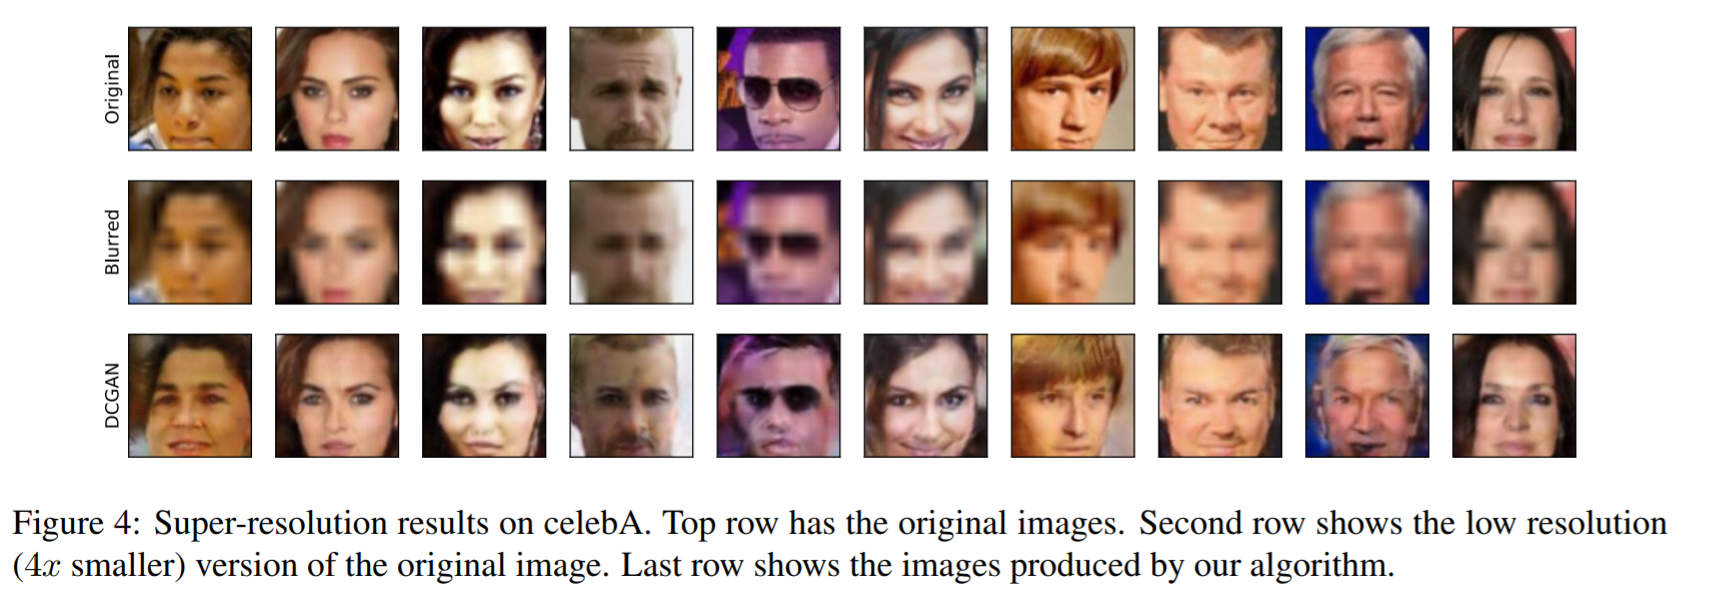 Original
Blurred
DCGAN
Figure 4: Super-resolution results on celebA. Top row has the original images. Second row shows the low resolution
(4x smaller) version of the original image. Last row shows the images produced by our algorithm.